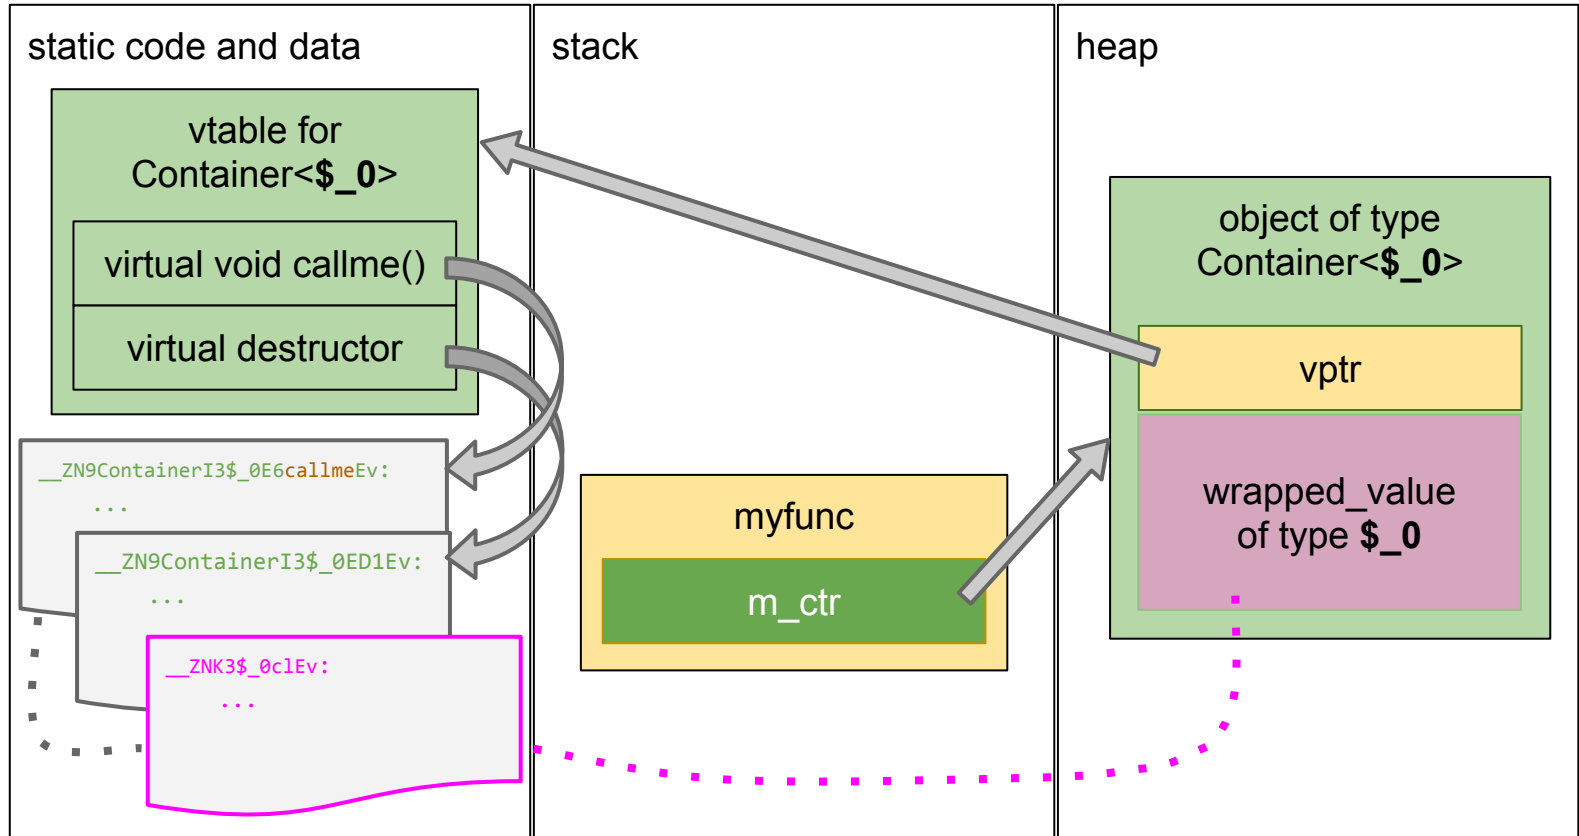 static code and data
vtable for
Container<$_0>
virtual void callme()
virtual destructor
__ZN9ContainerI3$_0E6callmeEv:
...
__ZN9ContainerI3$_0ED1Ev:
...
__ZNK3$_0clEv:
...
stack
myfunc
m_ctr
heap
object of type
Container<$_0>
vptr
wrapped_value
of type $_0